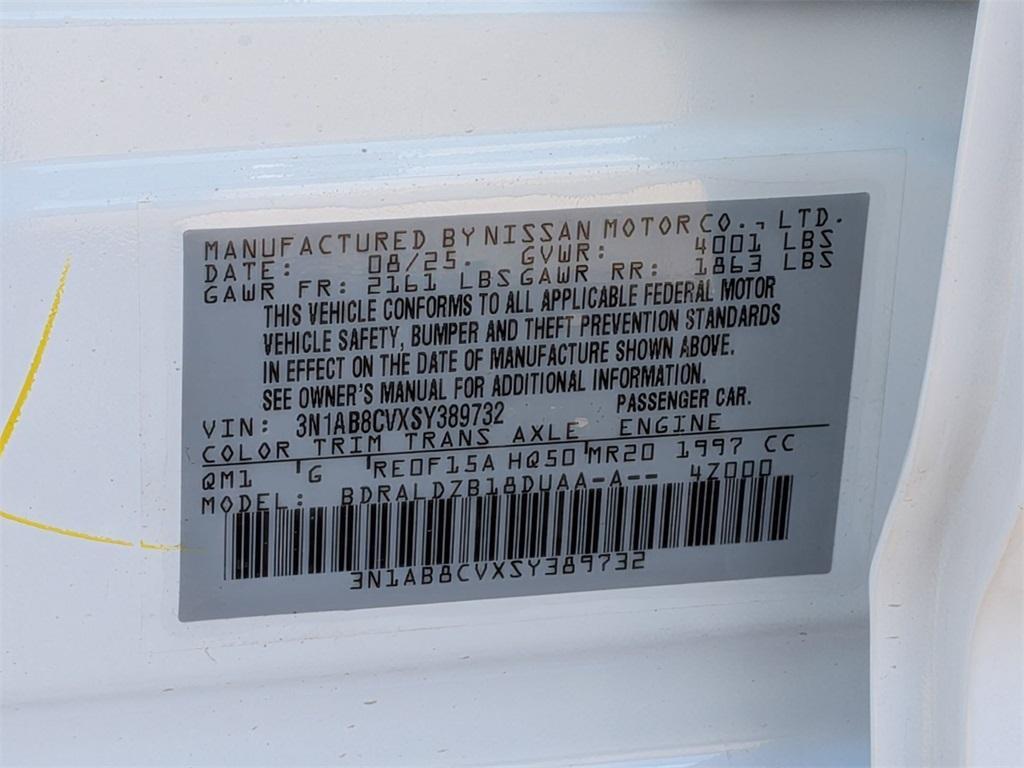 MANUFACTURED BY NISSAN MOTOR CO., LTD.
DATE: 08/25. GVWR: 4001 LBS
GAWR FR: 2161 LBS GAWR RR: 1863 LBS
THIS VEHICLE CONFORMS TO ALL APPLICABLE FEDERAL MOTOR
VEHICLE SAFETY, BUMPER AND THEFT PREVENTION STANDARDS
IN EFFECT ON THE DATE OF MANUFACTURE SHOWN ABOVE.
SEE OWNER'S MANUAL FOR ADDITIONAL INFORMATION.
VIN: 3N1AB8CVXSY389732 PASSENGER CAR.
COLOR TRIM TRANS AXLE ENGINE
QM1 G RE0F15A HQ50 MR20 1997 CC
MODEL: BDRALDZB18DUAA-A-- 4Z000
3N1AB8CVXSY389732